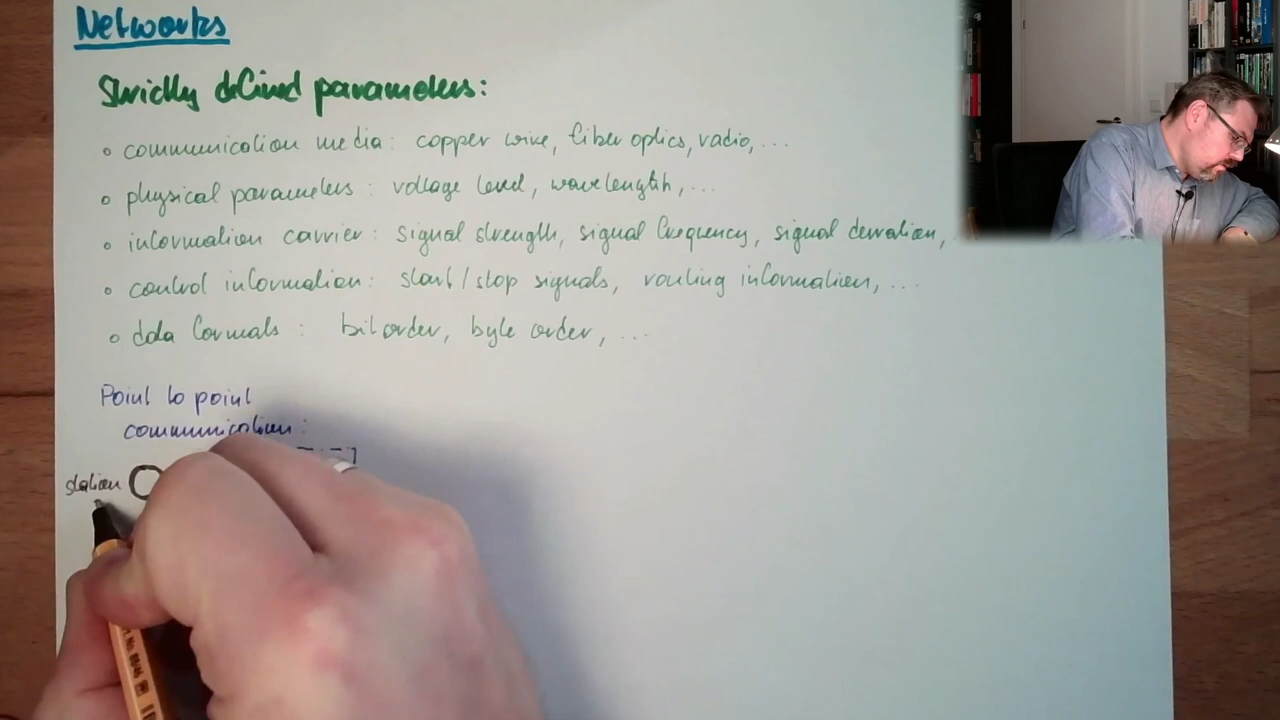 Networks
Strictly defined parameters:
communication media: copper wire, fiber optics, radio, ...
physical parameters: voltage level, wavelength, ...
information carrier: signal strength, signal frequency, signal
control information: start/stop signals, routing information, ...
data formats: bit order, byte order, ...
Point to point
communication:
station